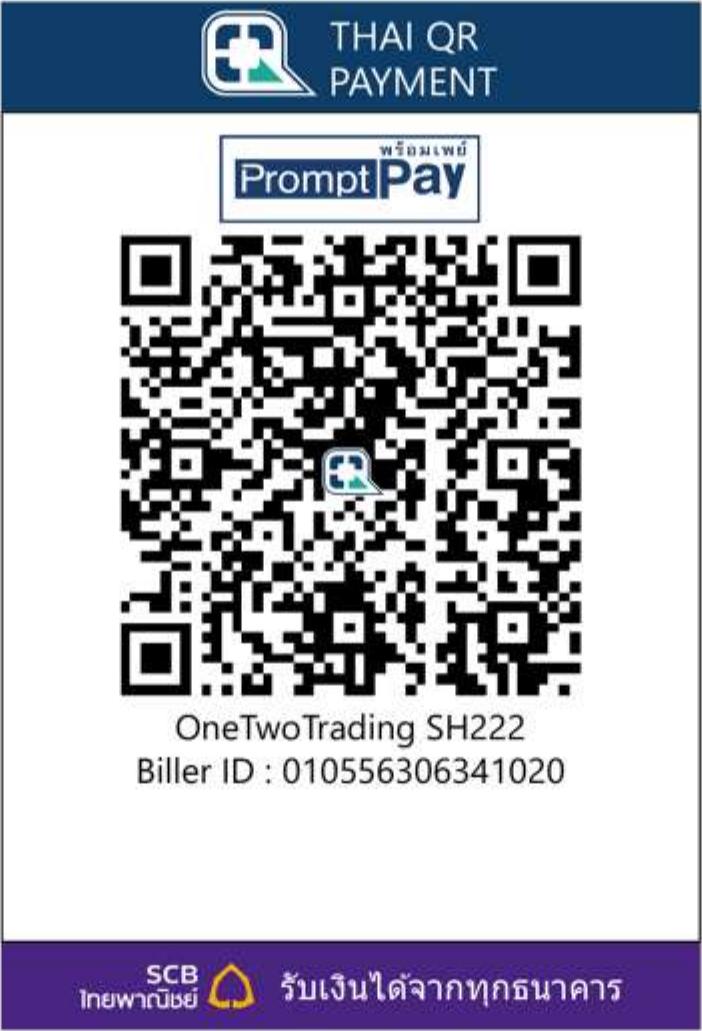 THAI QR
PAYMENT
พร้อมเพย์
PromptPay
OneTwoTrading SH222
Biller ID : 010556306341020
SCB
ไทยพาณิชย์
รับเงินได้จากทุกธนาคาร